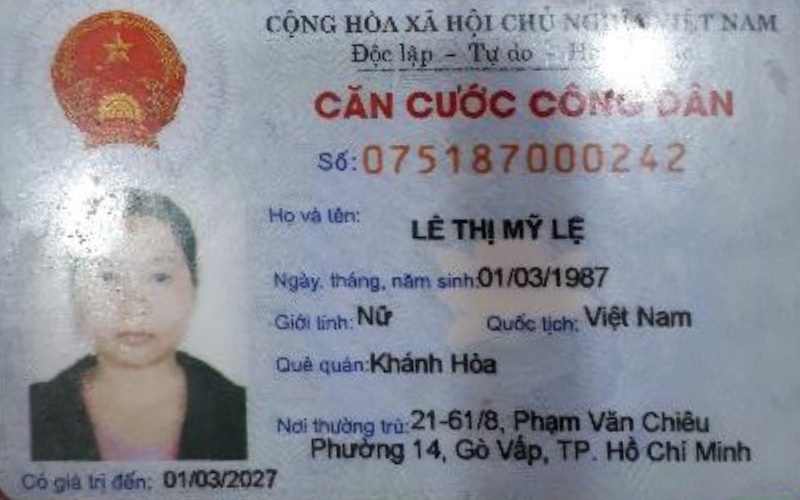 CỘNG HÒA XÃ HỘI CHỦ NGHĨA VIỆT NAM
Độc lập - Tự do -
CĂN CƯỚC CÔNG DÂN
Số: 075187000242
Họ và tên: LÊ THỊ MỸ LỆ
Ngày, tháng, năm sinh: 01/03/1987
Giới tính: Nữ Quốc tịch: Việt Nam
Quê quán: Khánh Hòa
Nơi thường trú: 21-61/8, Phạm Văn Chiêu
Phường 14, Gò Vấp, TP. Hồ Chí Minh
Có giá trị đến: 01/03/2027